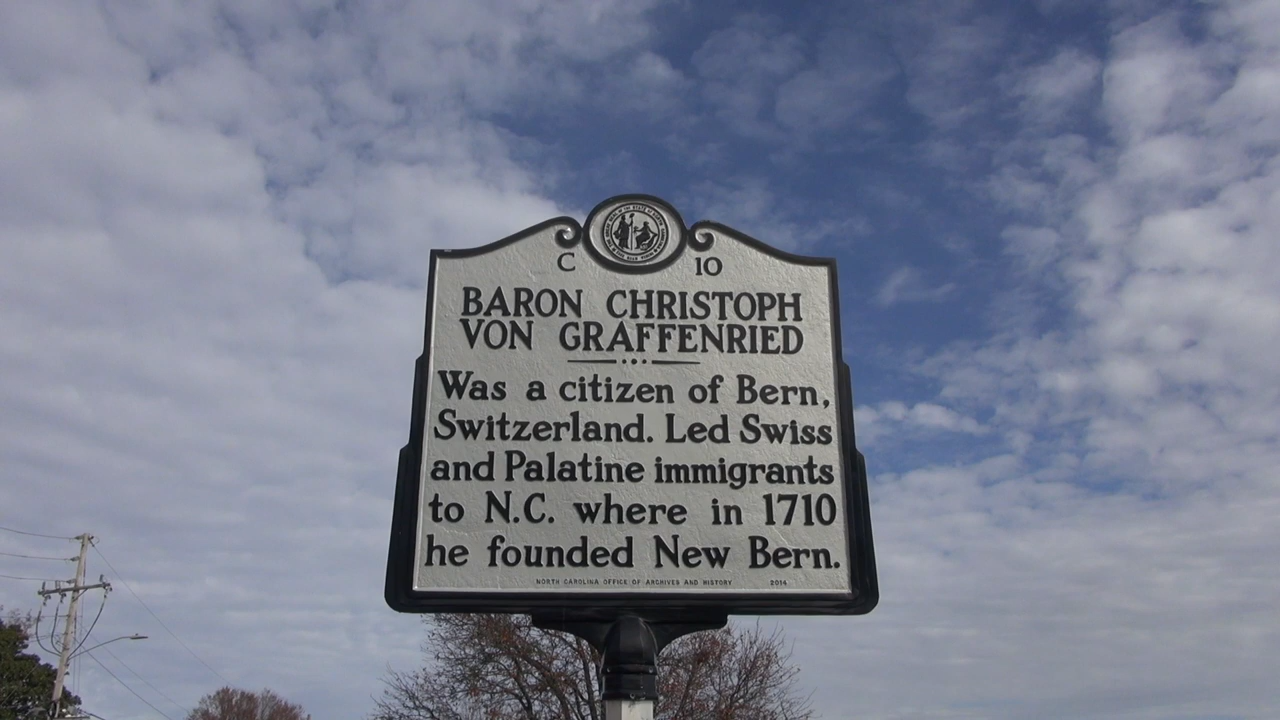 C 10
BARON CHRISTOPH
VON GRAFFENRIED
Was a citizen of Bern,
Switzerland. Led Swiss
and Palatine immigrants
to N.C. where in 1710
he founded New Bern.
NORTH CAROLINA OFFICE OF ARCHIVES AND HISTORY 2014